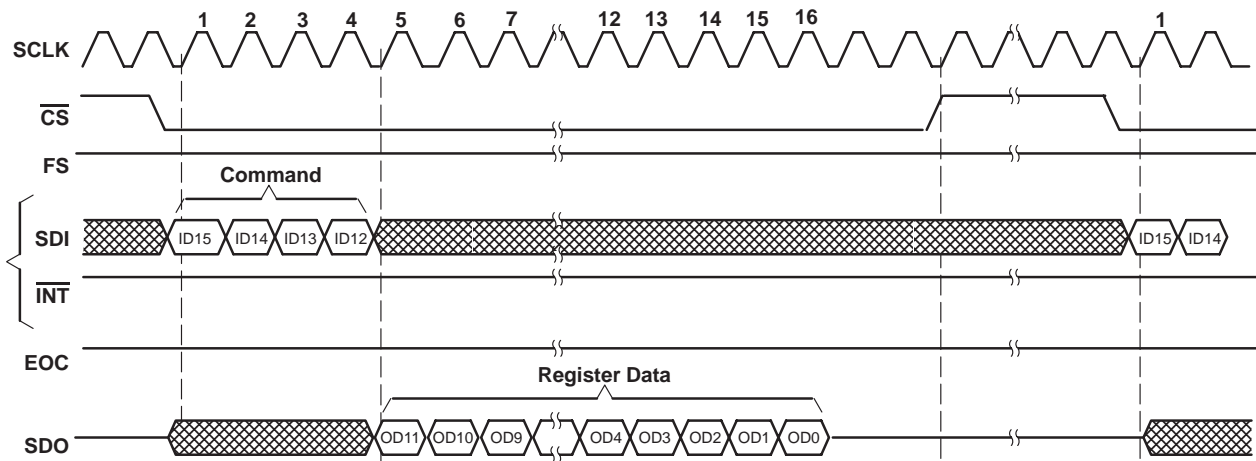 1 2 3 4 5 6 7 12 13 14 15 16 1
SCLK
CS
FS
Command
SDI ID15 ID14 ID13 ID12 ID15 ID14
INT
EOC
Register Data
SDO OD11 OD10 OD9 OD4 OD3 OD2 OD1 OD0